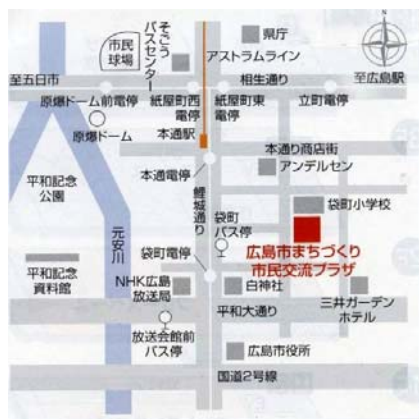 N
県庁
そごう
バスセンター
市民
球場
アストラムライン
至五日市
相生通り
至広島駅
原爆ドーム前電停
紙屋町西
電停
紙屋町東
電停
立町電停
原爆ドーム
本通駅
本通り商店街
アンデルセン
本通電停
平和記念
公園
鯉城通り
袋町
バス停
袋町小学校
元安川
広島市まちづくり
市民交流プラザ
袋町電停
平和記念
資料館
NHK広島
放送局
白神社
三井ガーデン
ホテル
平和大通り
放送会館前
バス停
広島市役所
国道2号線